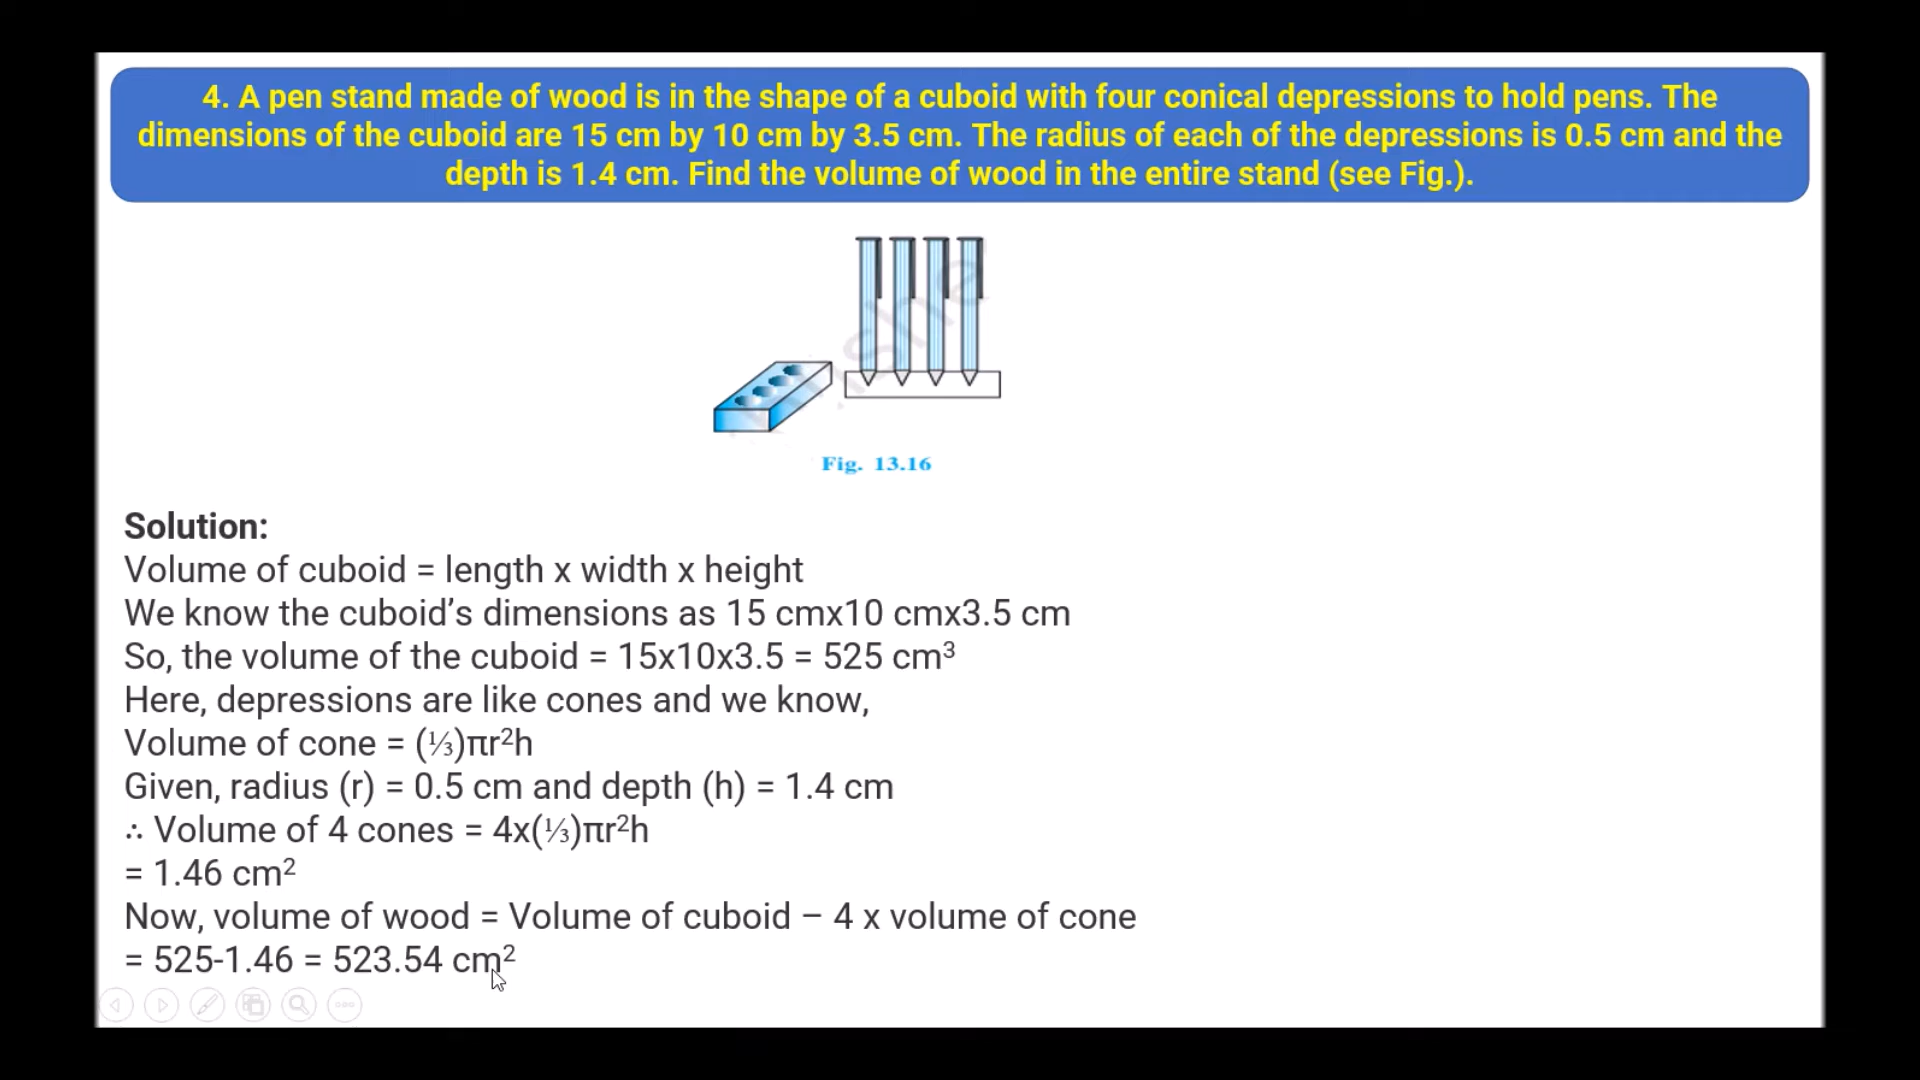 4. A pen stand made of wood is in the shape of a cuboid with four conical depressions to hold pens. The
dimensions of the cuboid are 15 cm by 10 cm by 3.5 cm. The radius of each of the depressions is 0.5 cm and the
depth is 1.4 cm. Find the volume of wood in the entire stand (see Fig.).
Fig. 13.16
Solution:
Volume of cuboid = length x width x height
We know the cuboid’s dimensions as 15 cmx10 cmx3.5 cm
So, the volume of the cuboid = 15x10x3.5 = 525 cm³
Here, depressions are like cones and we know,
Volume of cone = (⅓)πr²h
Given, radius (r) = 0.5 cm and depth (h) = 1.4 cm
∴ Volume of 4 cones = 4x(⅓)πr²h
= 1.46 cm²
Now, volume of wood = Volume of cuboid – 4 x volume of cone
= 525-1.46 = 523.54 cm²